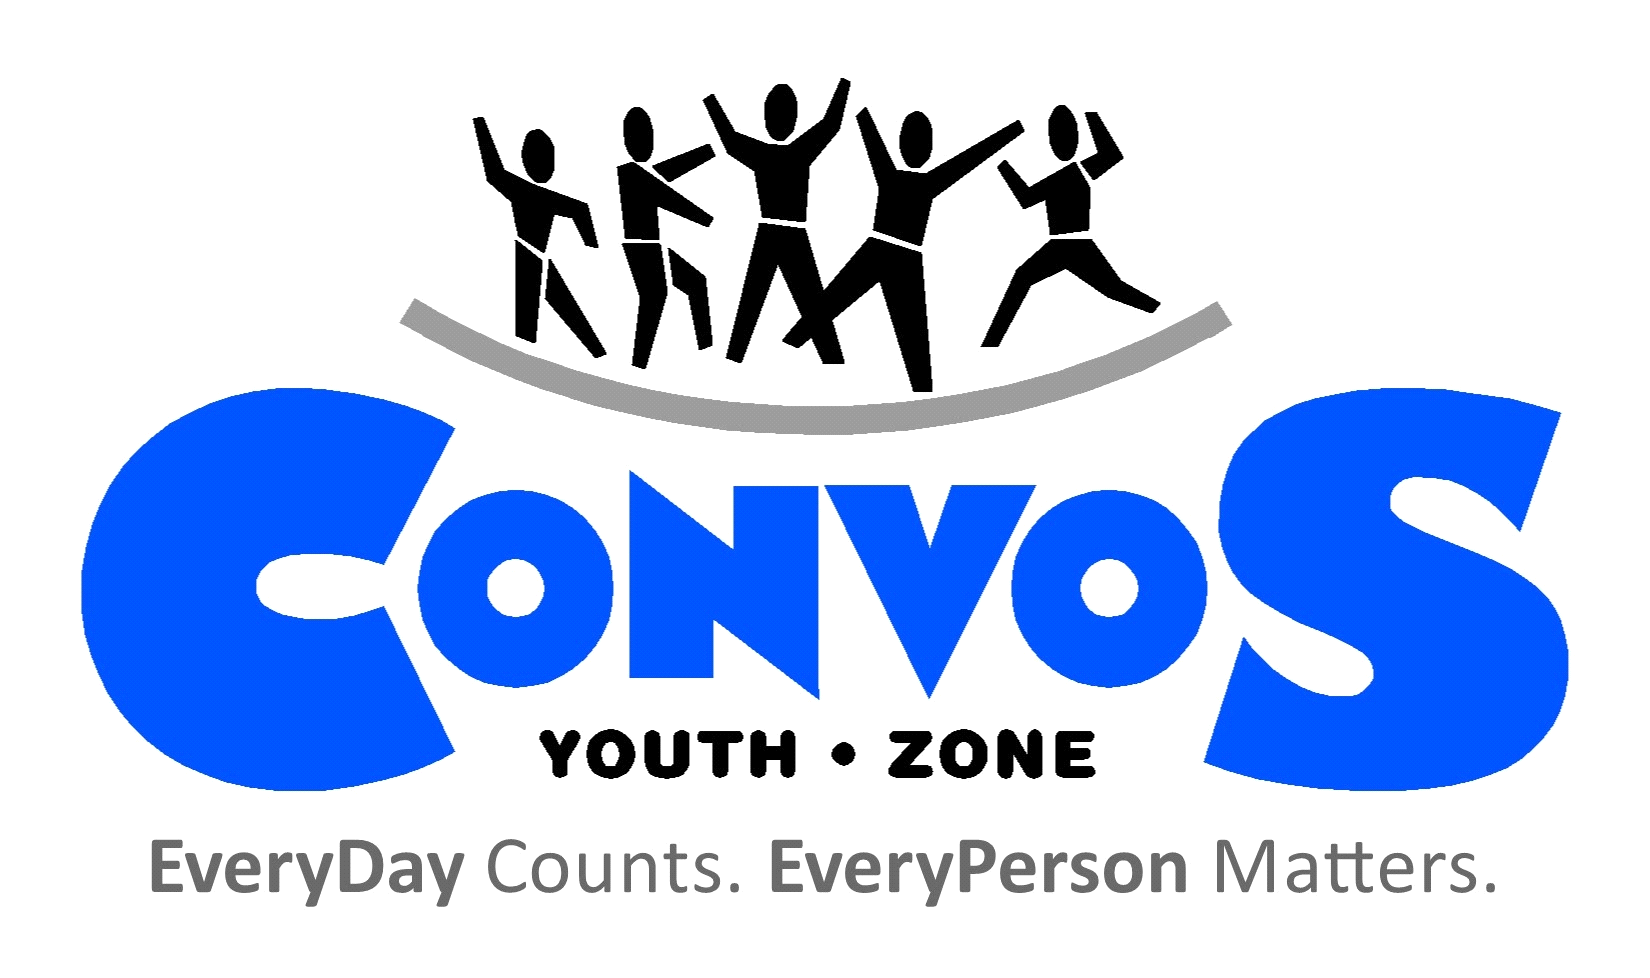 CONVOS
YOUTH • ZONE
EveryDay Counts. EveryPerson Matters.